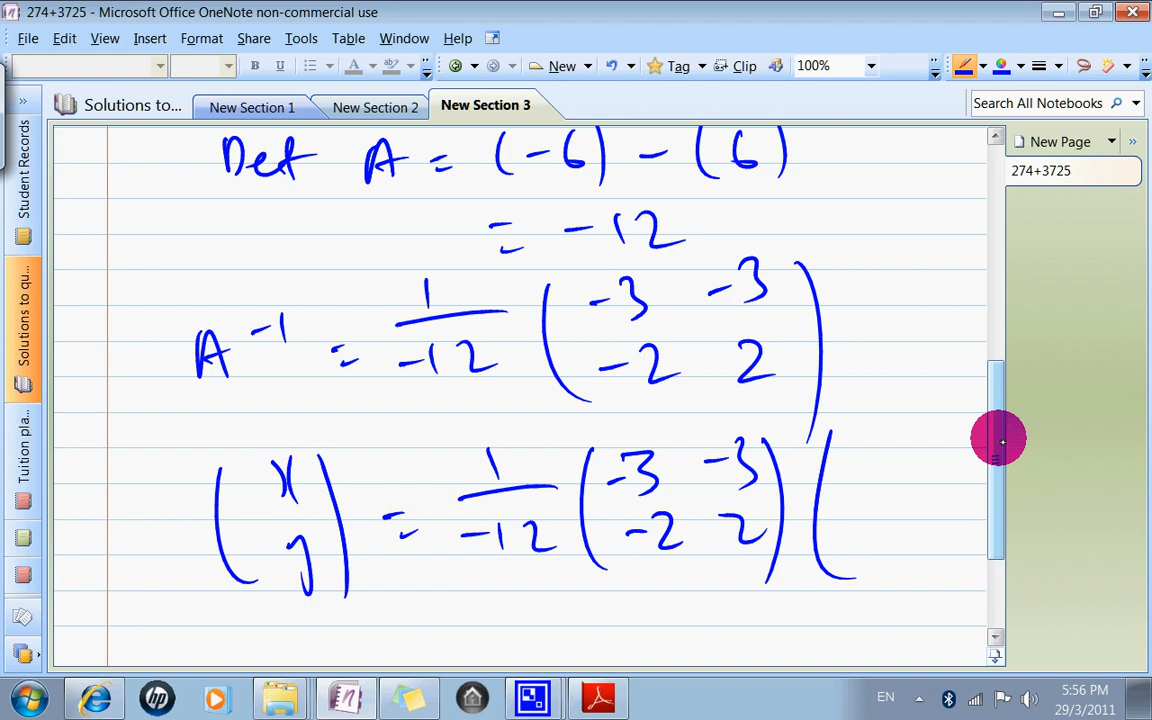 274+3725 - Microsoft Office OneNote non-commercial use
File Edit View Insert Format Share Tools Table Window Help
B U A ab New Tag Clip 100%
Solutions to... New Section 1 New Section 2 New Section 3 Search All Notebooks
New Page
274+3725
Student Records
Solutions to qu...
Tuition pla...
Det A = (-6) - (6)
= -12
A^-1 = 1/-12 (-3 -3
-2 2)
(x
y) = 1/-12 (-3 -3
-2 2) (
EN 5:56 PM
29/3/2011